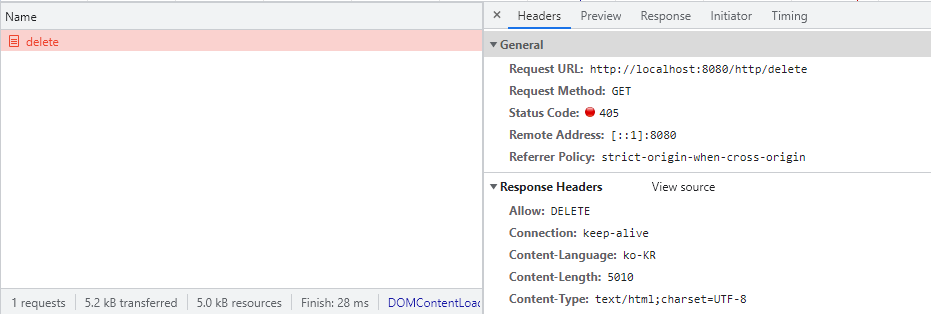 Name
delete
1 requests
5.2 kB transferred
5.0 kB resources
Finish: 28 ms
DOMContentLoad
× Headers Preview Response Initiator Timing
General
Request URL: http://localhost:8080/http/delete
Request Method: GET
Status Code: 405
Remote Address: [::1]:8080
Referrer Policy: strict-origin-when-cross-origin
Response Headers View source
Allow: DELETE
Connection: keep-alive
Content-Language: ko-KR
Content-Length: 5010
Content-Type: text/html;charset=UTF-8